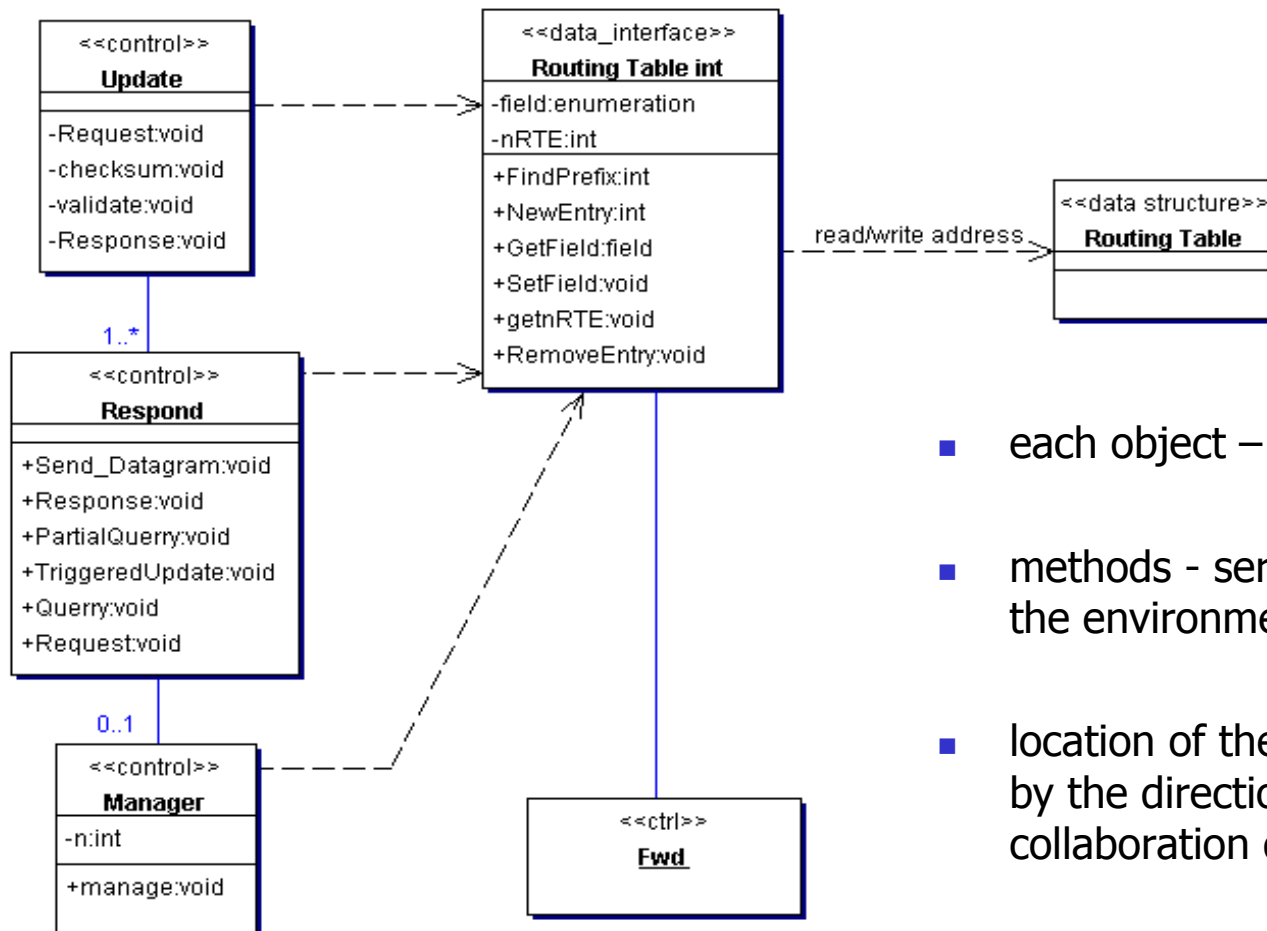 <<control>>
Update
-Request:void
-checksum:void
-validate:void
-Response:void
1..*
<<control>>
Respond
+Send_Datagram:void
+Response:void
+PartialQuerry:void
+TriggeredUpdate:void
+Querry:void
+Request:void
0..1
<<control>>
Manager
-n:int
+manage:void
<<data_interface>>
Routing Table int
-field:enumeration
-nRTE:int
+FindPrefix:int
+NewEntry:int
+GetField:field
+SetField:void
+getnRTE:void
+RemoveEntry:void
read/write address
<<data structure>>
Routing Table
<<ctrl>>
Fwd
each object –
methods - ser
the environme
location of the
by the directio
collaboration